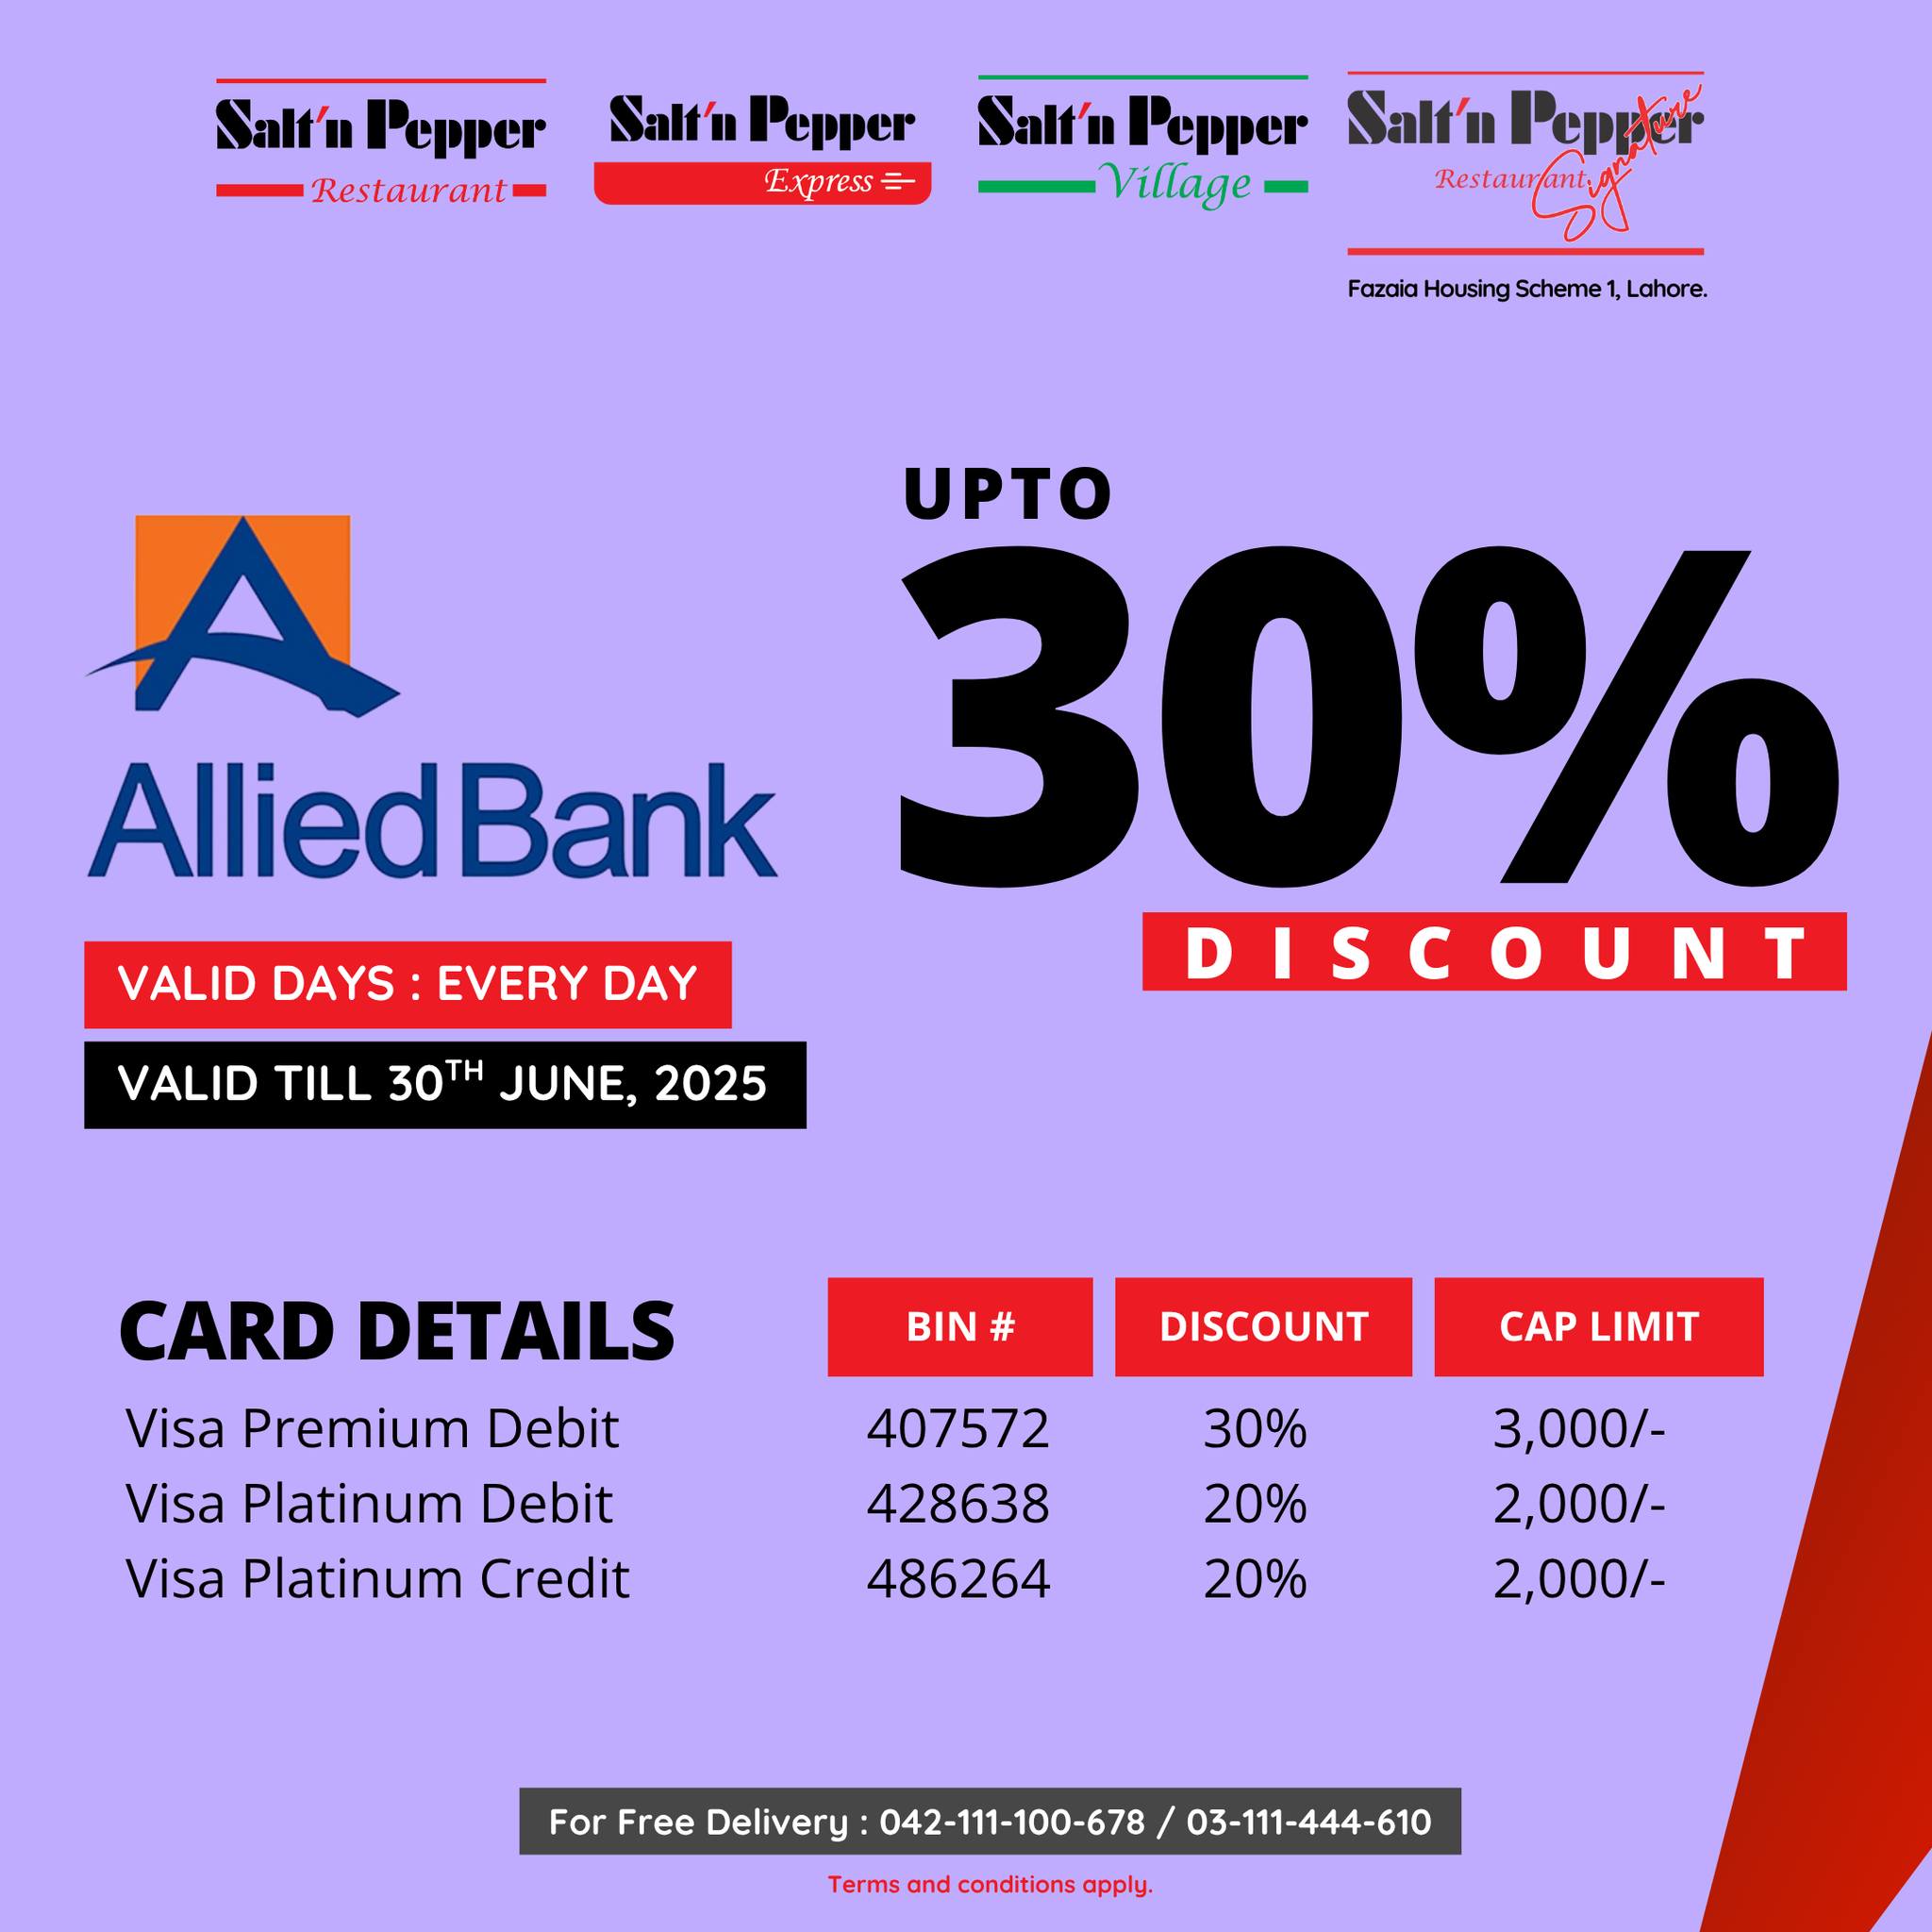 Salt'n Pepper
Restaurant
Salt'n Pepper
Express
Salt'n Pepper
Village
Salt'n Pepper
Restaurant
Signature
Fazaia Housing Scheme 1, Lahore.
UPTO
30%
DISCOUNT
A
Allied Bank
VALID DAYS : EVERY DAY
VALID TILL 30TH JUNE, 2025
CARD DETAILS BIN # DISCOUNT CAP LIMIT
Visa Premium Debit 407572 30% 3,000/-
Visa Platinum Debit 428638 20% 2,000/-
Visa Platinum Credit 486264 20% 2,000/-
For Free Delivery : 042-111-100-678 / 03-111-444-610
Terms and conditions apply.